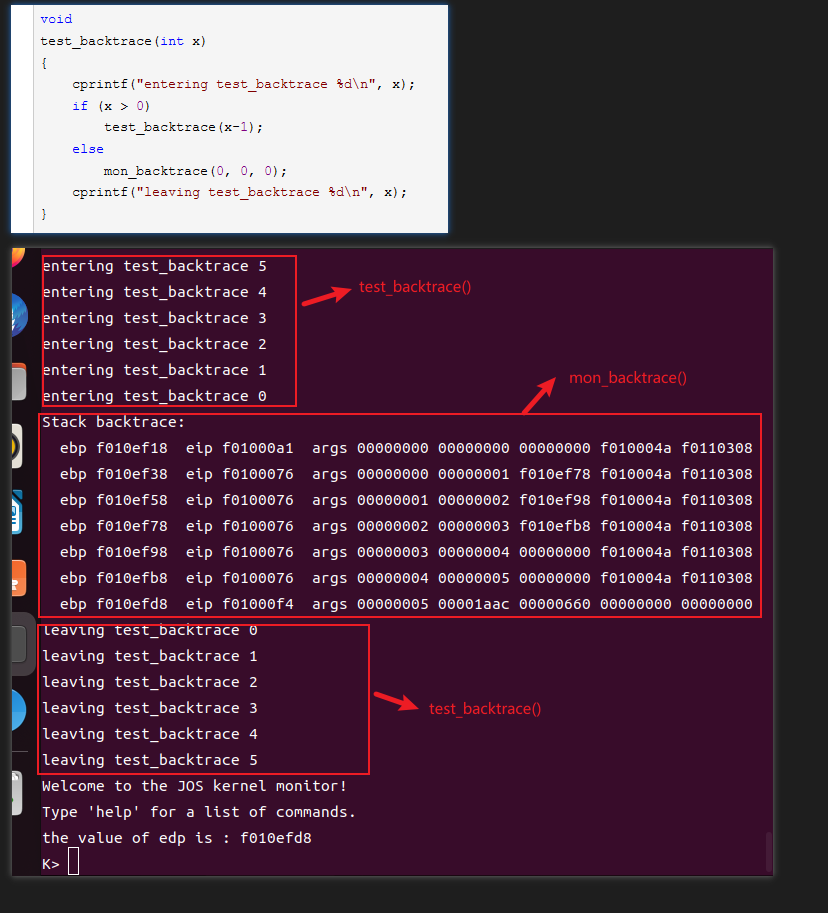 void
test_backtrace(int x)
{
    cprintf("entering test_backtrace %d\n", x);
    if (x > 0)
        test_backtrace(x-1);
    else
        mon_backtrace(0, 0, 0);
    cprintf("leaving test_backtrace %d\n", x);
}
entering test_backtrace 5
test_backtrace()
entering test_backtrace 4
entering test_backtrace 3
entering test_backtrace 2
entering test_backtrace 1
mon_backtrace()
entering test_backtrace 0
Stack backtrace:
  ebp f010ef18  eip f01000a1  args 00000000 00000000 00000000 f010004a f0110308
  ebp f010ef38  eip f0100076  args 00000000 00000001 f010ef78 f010004a f0110308
  ebp f010ef58  eip f0100076  args 00000001 00000002 f010ef98 f010004a f0110308
  ebp f010ef78  eip f0100076  args 00000002 00000003 f010efb8 f010004a f0110308
  ebp f010ef98  eip f0100076  args 00000003 00000004 00000000 f010004a f0110308
  ebp f010efb8  eip f0100076  args 00000004 00000005 00000000 f010004a f0110308
  ebp f010efd8  eip f01000f4  args 00000005 00001aac 00000660 00000000 00000000
leaving test_backtrace 0
leaving test_backtrace 1
leaving test_backtrace 2
test_backtrace()
leaving test_backtrace 3
leaving test_backtrace 4
leaving test_backtrace 5
Welcome to the JOS kernel monitor!
Type 'help' for a list of commands.
the value of edp is : f010efd8
K>